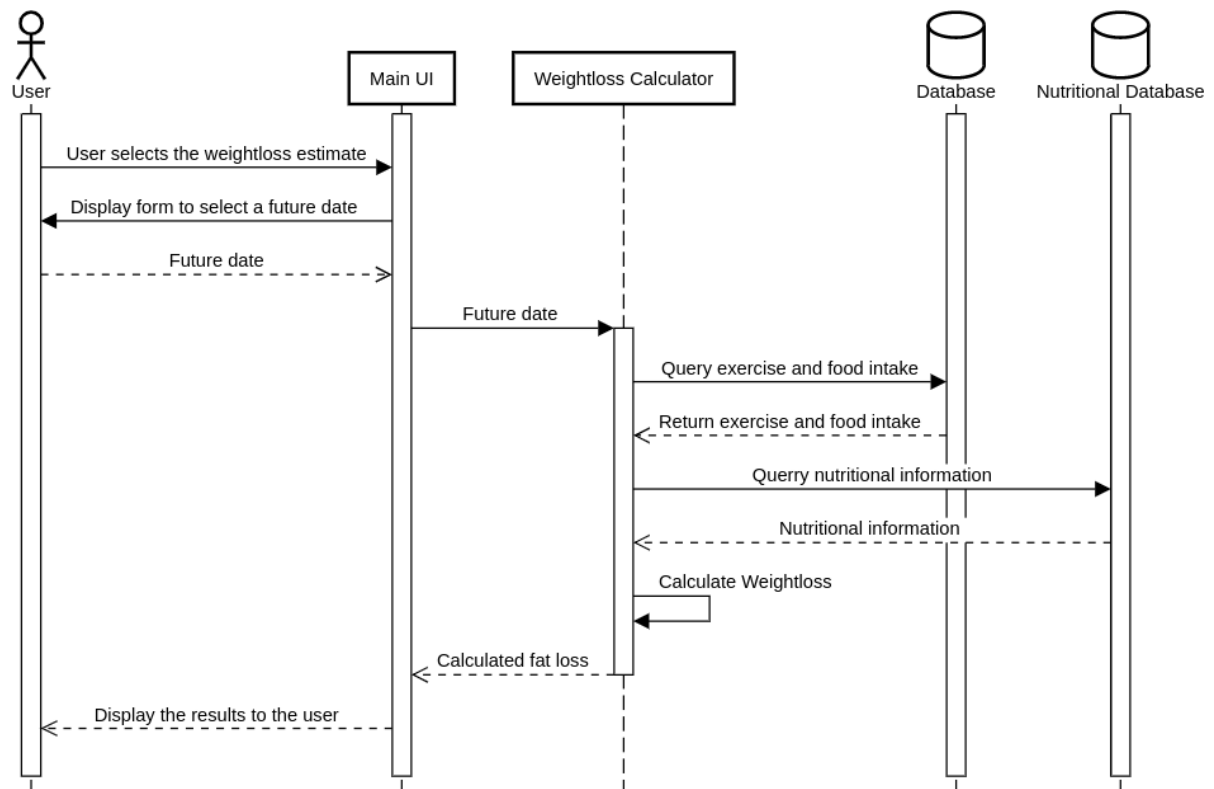 User
Main UI
Weightloss Calculator
Database
Nutritional Database
User selects the weightloss estimate
Display form to select a future date
Future date
Future date
Query exercise and food intake
Return exercise and food intake
Querry nutritional information
Nutritional information
Calculate Weightloss
Calculated fat loss
Display the results to the user